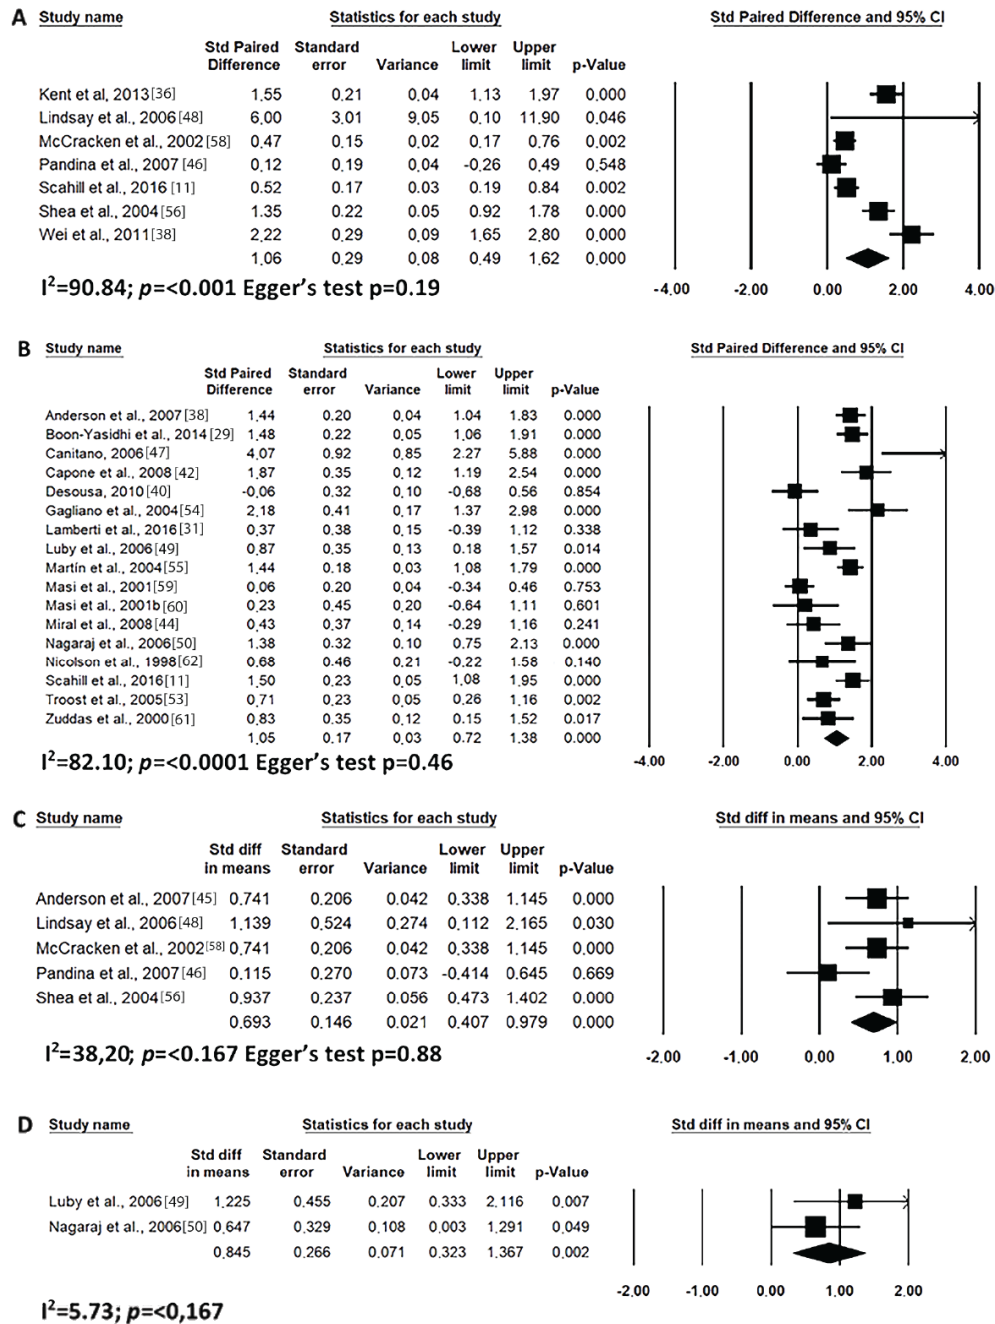 A Study name Statistics for each study Std Paired Difference and 95% CI
Std Paired Standard Lower Upper
Difference error Variance limit limit p-Value
Kent et al, 2013[36] 1.55 0.21 0.04 1.13 1.97 0.000
Lindsay et al., 2006[48] 6,00 3.01 9.05 0.10 11.90 0.046
McCracken et al., 2002[58] 0.47 0.15 0.02 0.17 0.76 0.002
Pandina et al., 2007[46] 0.12 0.19 0.04 -0.26 0.49 0.548
Scahill et al., 2016 [11] 0.52 0.17 0.03 0.19 0.84 0.002
Shea et al., 2004[56] 1.35 0.22 0.05 0.92 1.78 0.000
Wei et al., 2011[38] 2.22 0.29 0.09 1.65 2.80 0.000
1.06 0.29 0.08 0.49 1.62 0.000
-4.00 -2.00 0.00 2.00 4.00
I²=90.84; p=<0.001 Egger's test p=0.19
B Study name Statistics for each study Std Paired Difference and 95% CI
Std Paired Standard Lower Upper
Difference error Variance limit limit p-Value
Anderson et al., 2007[38] 1.44 0.20 0.04 1.04 1.83 0.000
Boon-Yasidhi et al., 2014[29] 1.48 0.22 0.05 1.06 1.91 0.000
Canitano, 2006[47] 4.07 0.92 0.85 2.27 5.88 0.000
Capone et al., 2008[42] 1.87 0.35 0.12 1.19 2.54 0.000
Desousa, 2010[40] -0.06 0.32 0.10 -0.68 0.56 0.854
Gagliano et al., 2004[54] 2.18 0.41 0.17 1.37 2.98 0.000
Lamberti et al., 2016[31] 0.37 0.38 0.15 -0.39 1.12 0.338
Luby et al., 2006[49] 0.87 0.35 0.13 0.18 1.57 0.014
Martín et al., 2004[55] 1.44 0.18 0.03 1.08 1.79 0.000
Masi et al., 2001[59] 0.06 0.20 0.04 -0.34 0.46 0.753
Masi et al., 2001b[60] 0.23 0.45 0.20 -0.64 1.11 0.601
Miral et al., 2008[44] 0.43 0.37 0.14 -0.29 1.16 0.241
Nagaraj et al., 2006[50] 1.38 0.32 0.10 0.75 2.13 0.000
Nicolson et al., 1998[62] 0.68 0.46 0.21 -0.22 1.58 0.140
Scahill et al., 2016[11] 1.50 0.23 0.05 1.08 1.95 0.000
Troost et al., 2005[53] 0.71 0.23 0.05 0.26 1.16 0.002
Zuddas et al., 2000[61] 0.83 0.35 0.12 0.15 1.52 0.017
1.05 0.17 0.03 0.72 1.38 0.000
-4.00 -2.00 0.00 2.00 4.00
I²=82.10; p=<0.0001 Egger's test p=0.46
C Study name Statistics for each study Std diff in means and 95% CI
Std diff Standard Lower Upper
in means error Variance limit limit p-Value
Anderson et al., 2007[45] 0.741 0.206 0.042 0.338 1.145 0.000
Lindsay et al., 2006[48] 1.139 0.524 0.274 0.112 2.165 0.030
McCracken et al., 2002[58] 0.741 0.206 0.042 0.338 1.145 0.000
Pandina et al., 2007[46] 0.115 0.270 0.073 -0.414 0.645 0.669
Shea et al., 2004[56] 0.937 0.237 0.056 0.473 1.402 0.000
0.693 0.146 0.021 0.407 0.979 0.000
-2.00 -1.00 0.00 1.00 2.00
I²=38,20; p=<0.167 Egger's test p=0.88
D Study name Statistics for each study Std diff in means and 95% CI
Std diff Standard Lower Upper
in means error Variance limit limit p-Value
Luby et al., 2006[49] 1.225 0.455 0.207 0.333 2.116 0.007
Nagaraj et al., 2006[50] 0.647 0.329 0.108 0.003 1.291 0.049
0.845 0.266 0.071 0.323 1.367 0.002
-2.00 -1.00 0.00 1.00 2.00
I²=5.73; p=<0,167